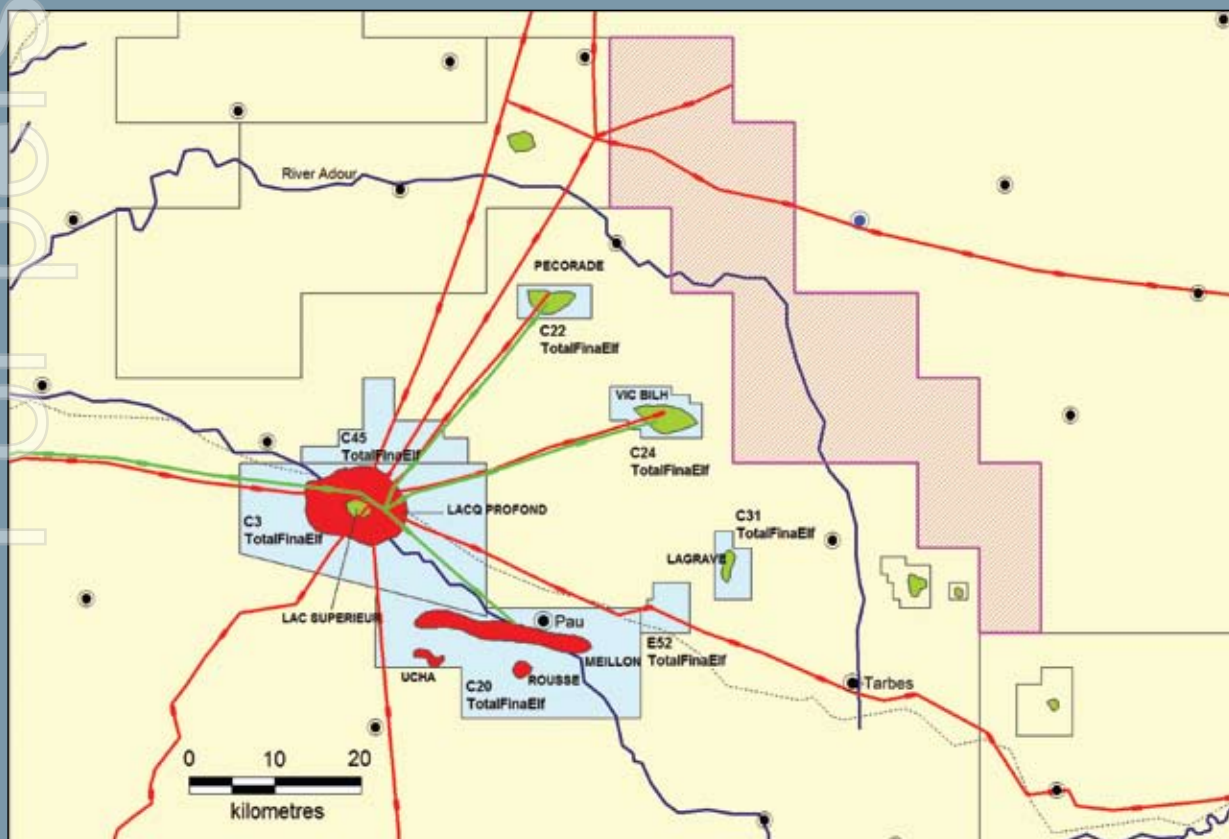 River Adour
PECORADE
C22
TotalFinaElf
VIC BILH
C24
TotalFinaElf
C45
TotalFinaElf
LACQ PROFOND
C3
TotalFinaElf
C31
TotalFinaElf
LAGRAVE
LAC SUPERIEUR
Pau
E52
TotalFinaElf
MEILLON
UCHA
ROUSSE
C20
TotalFinaElf
Tarbes
0 10 20
kilometres